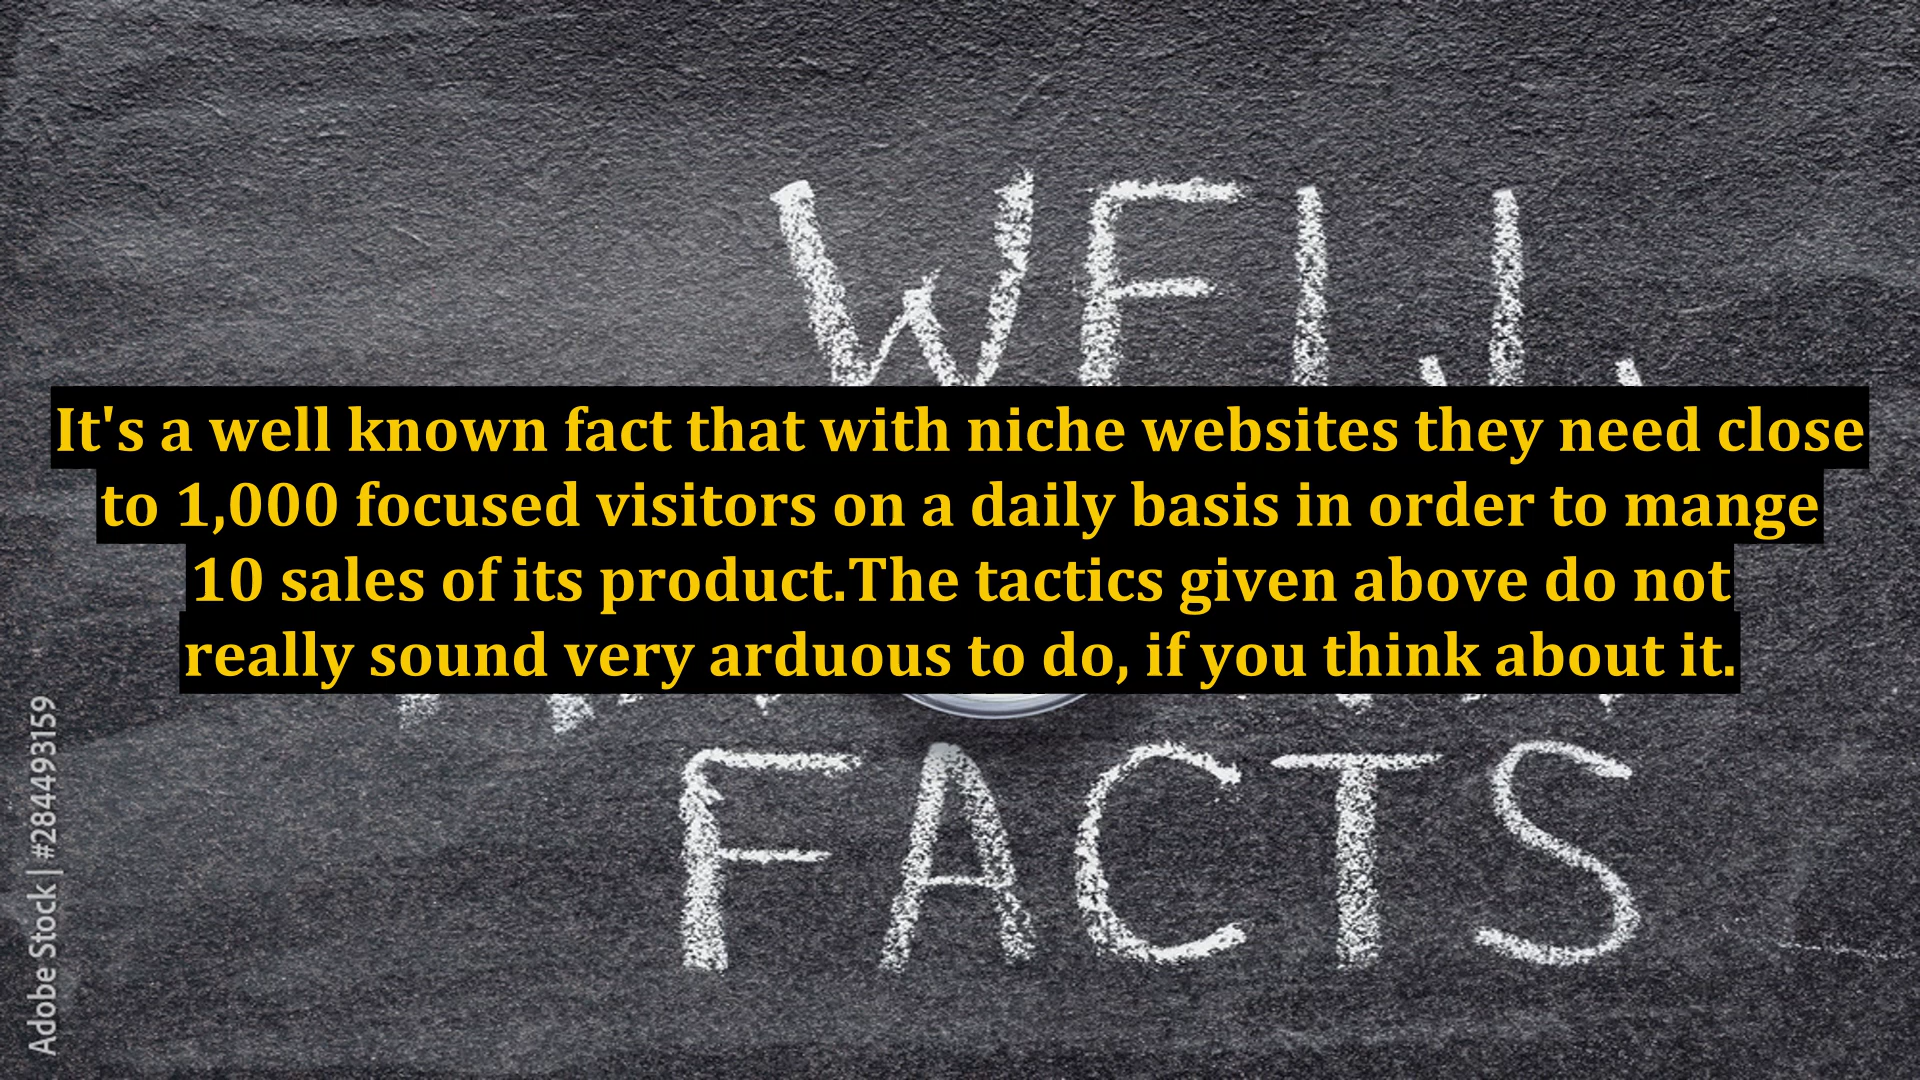 WELL
It's a well known fact that with niche websites they need close
to 1,000 focused visitors on a daily basis in order to mange
10 sales of its product.The tactics given above do not
really sound very arduous to do, if you think about it.
FACTS
Adobe Stock | #284493159